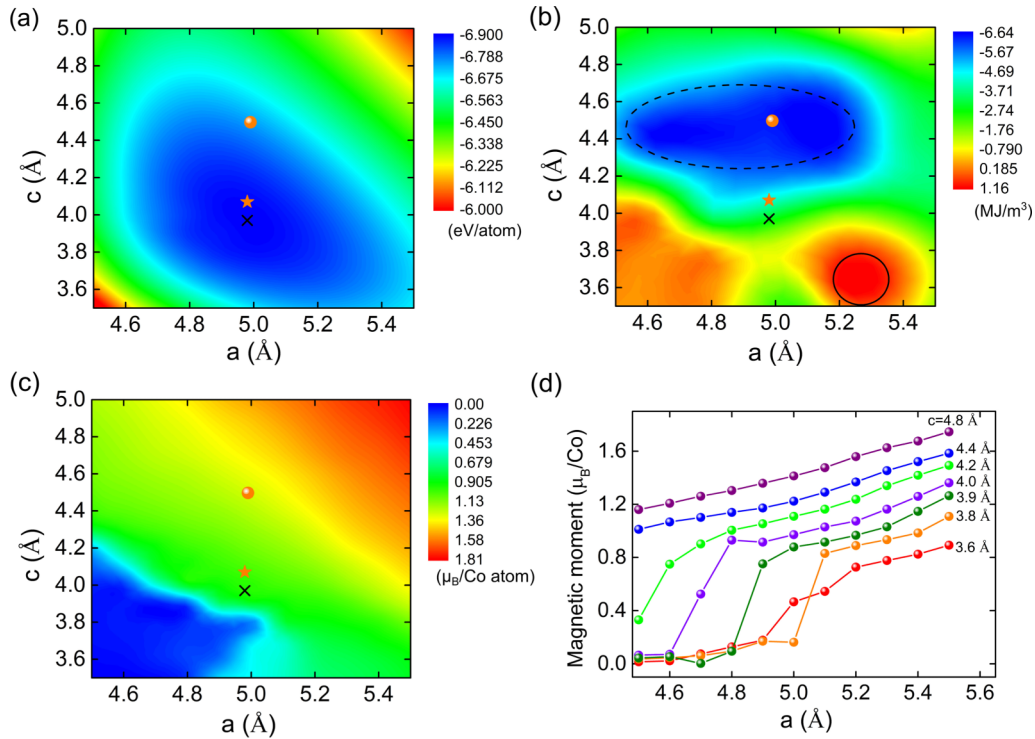 (a)
5.0
4.8
4.6
4.4
4.2
4.0
3.8
3.6
c (Å)
4.6 4.8 5.0 5.2 5.4
a (Å)
-6.900
-6.788
-6.675
-6.563
-6.450
-6.338
-6.225
-6.112
-6.000
(eV/atom)
(b)
5.0
4.8
4.6
4.4
4.2
4.0
3.8
3.6
c (Å)
4.6 4.8 5.0 5.2 5.4
a (Å)
-6.64
-5.67
-4.69
-3.71
-2.74
-1.76
-0.790
0.185
1.16
(MJ/m³)
(c)
5.0
4.8
4.6
4.4
4.2
4.0
3.8
3.6
c (Å)
4.6 4.8 5.0 5.2 5.4
a (Å)
0.00
0.226
0.453
0.679
0.905
1.13
1.36
1.58
1.81
(μB/Co atom)
(d)
Magnetic moment (μB/Co)
1.6
1.2
0.8
0.4
0.0
4.6 4.8 5.0 5.2 5.4 5.6
a (Å)
c=4.8 Å
4.4 Å
4.2 Å
4.0 Å
3.9 Å
3.8 Å
3.6 Å